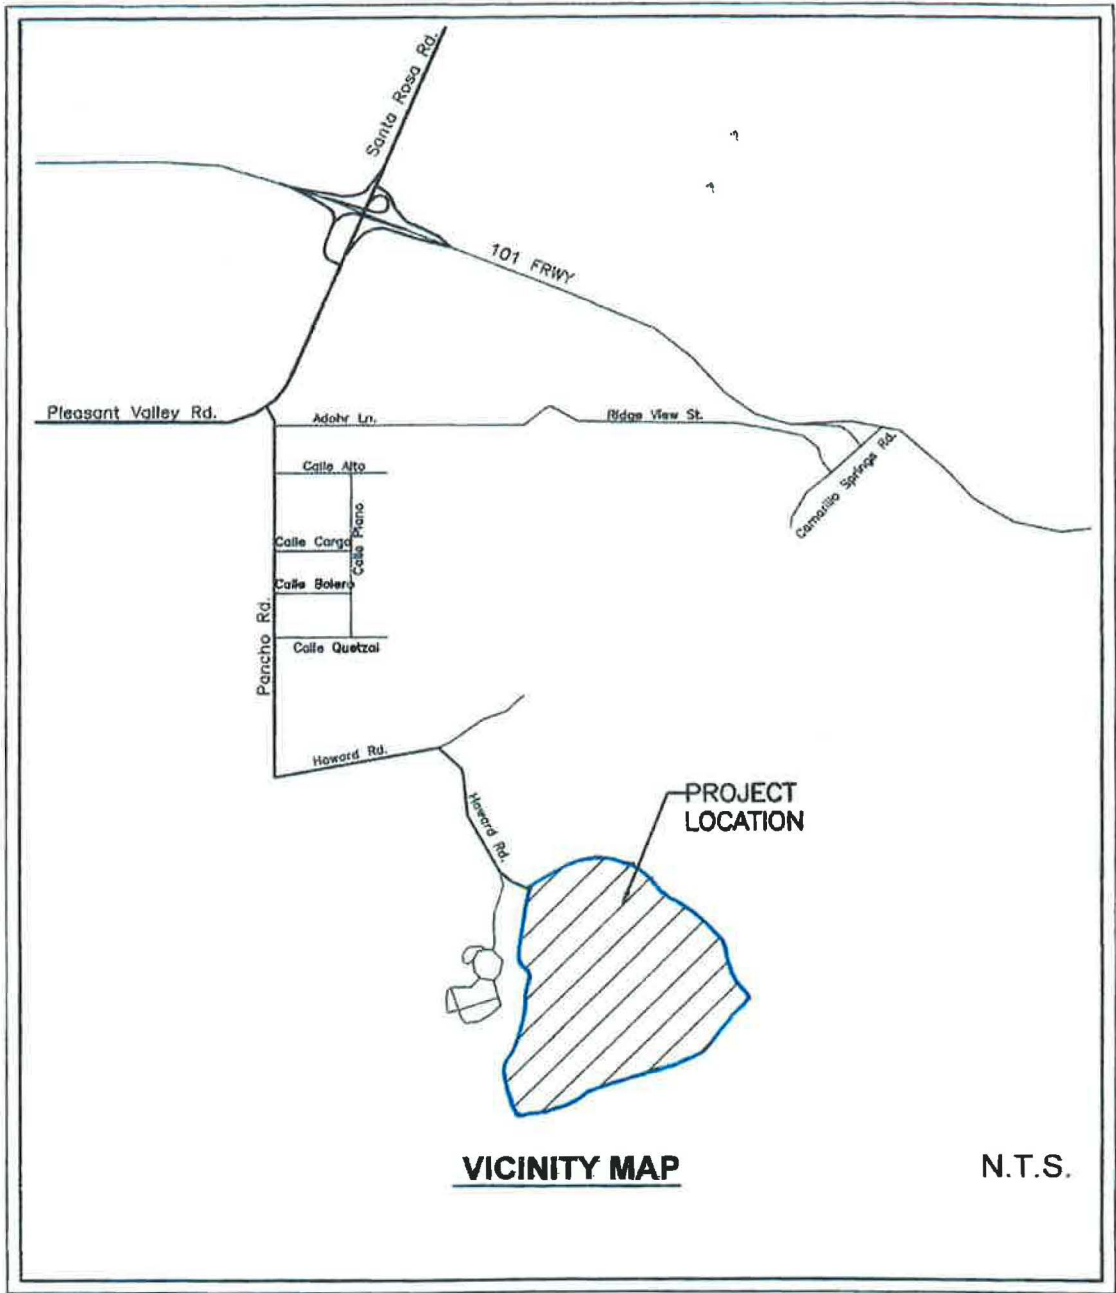 Santa Rosa Rd.
101 FRWY
Pleasant Valley Rd.
Adohr Ln.
Ridge View St.
Camarillo Springs Rd.
Calle Alto
Calle Plano
Calle Carga
Calle Bolero
Pancho Rd.
Calle Quetzal
Howard Rd.
Howard Rd.
PROJECT
LOCATION
VICINITY MAP
N.T.S.